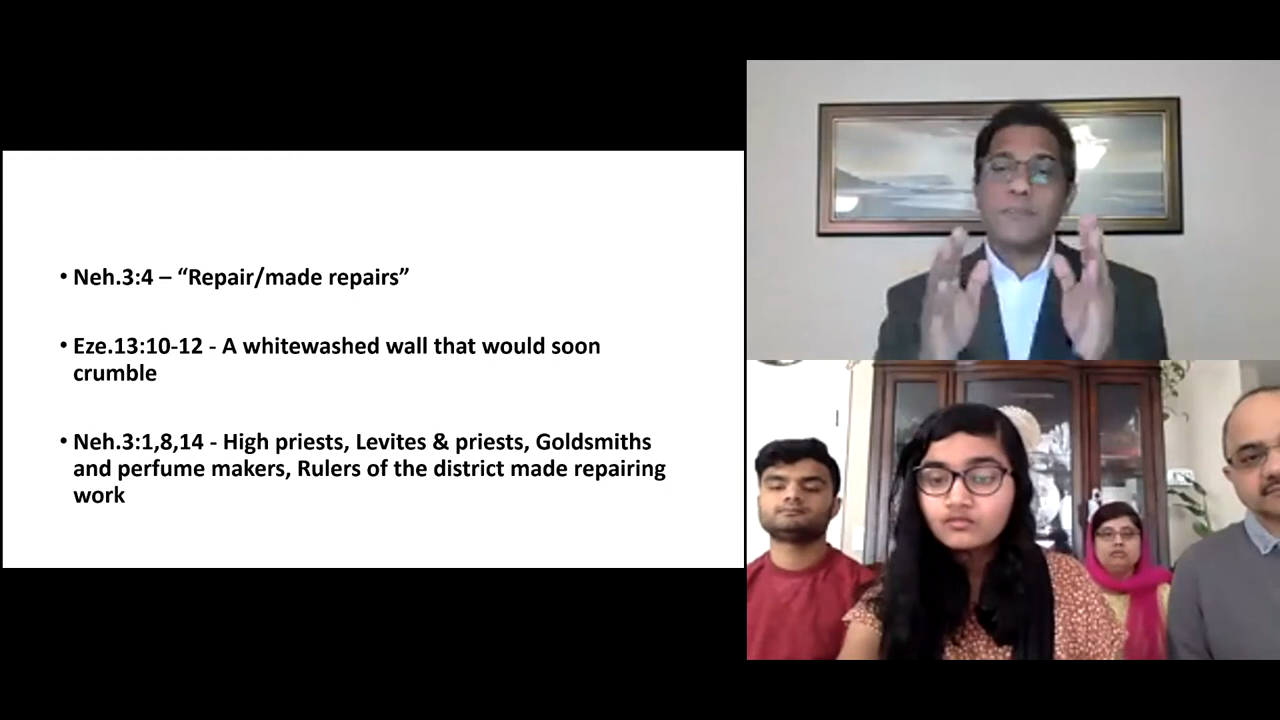 • Neh.3:4 – “Repair/made repairs”
• Eze.13:10-12 - A whitewashed wall that would soon
crumble
• Neh.3:1,8,14 - High priests, Levites & priests, Goldsmiths
and perfume makers, Rulers of the district made repairing
work